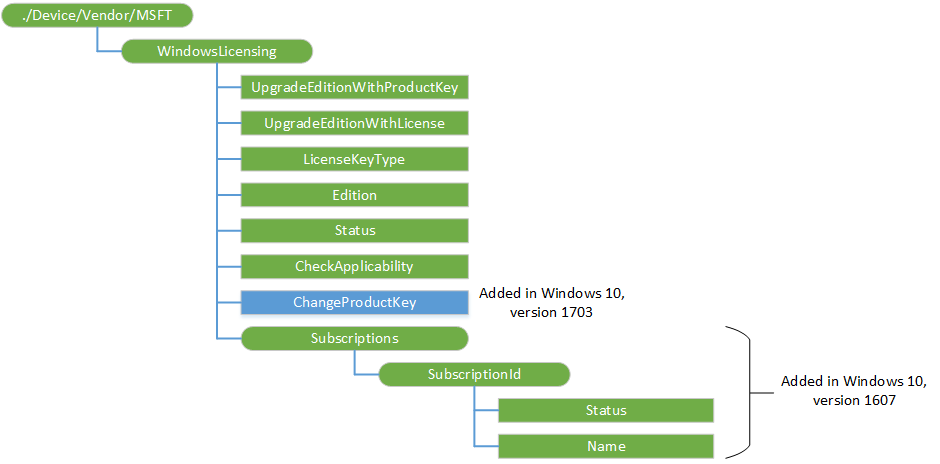 ./Device/Vendor/MSFT
WindowsLicensing
UpgradeEditionWithProductKey
UpgradeEditionWithLicense
LicenseKeyType
Edition
Status
CheckApplicability
ChangeProductKey
Added in Windows 10,
version 1703
Subscriptions
SubscriptionId
Status
Name
Added in Windows 10,
version 1607